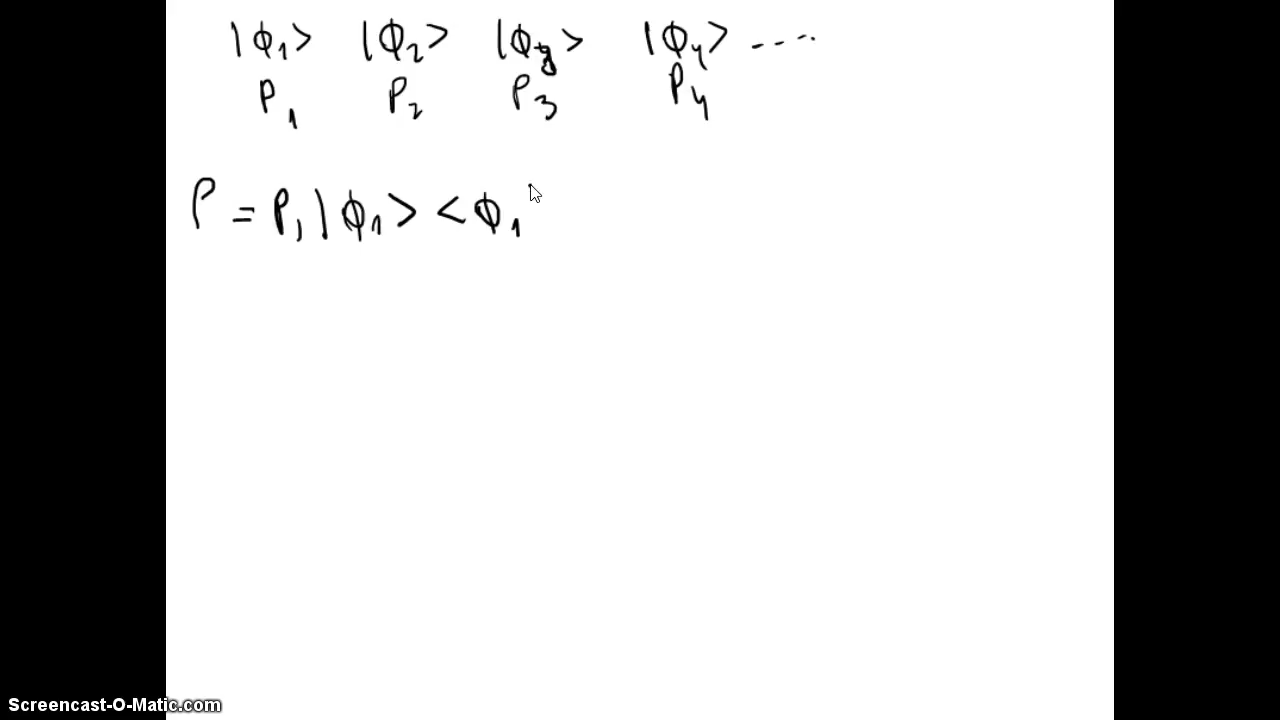 |ϕ₁> |ϕ₂> |ϕ₃> |ϕ₄> ----
P₁ P₂ P₃ P₄
ρ = P₁|ϕ₁><ϕ₁
Screencast-O-Matic.com